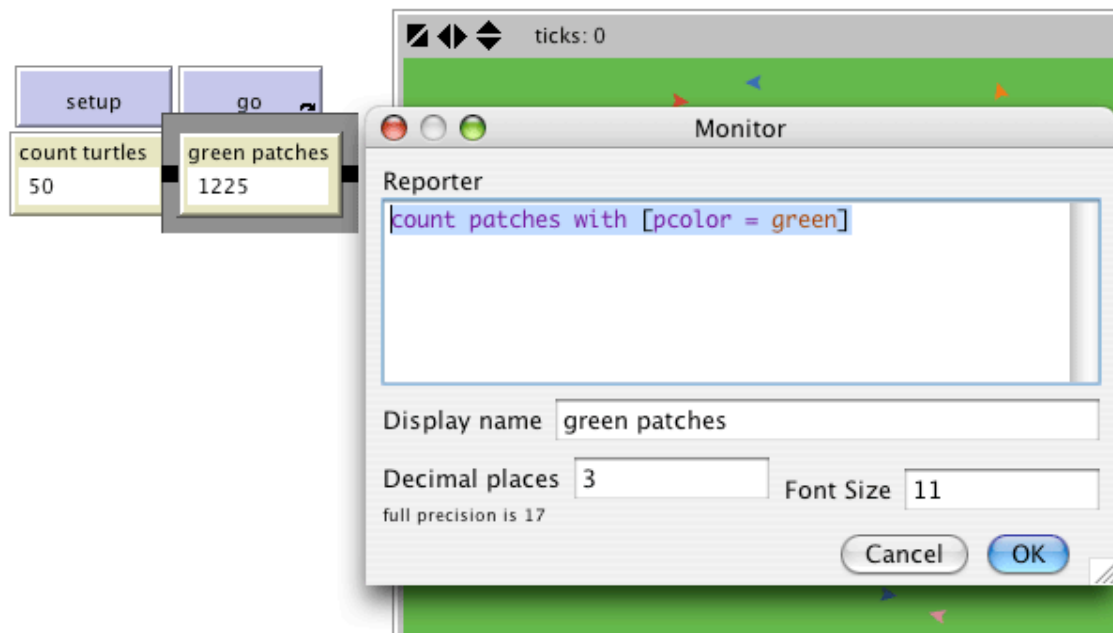 ticks: 0
setup
go
count turtles
50
green patches
1225
Monitor
Reporter
count patches with [pcolor = green]
Display name green patches
Decimal places 3 Font Size 11
full precision is 17
Cancel OK